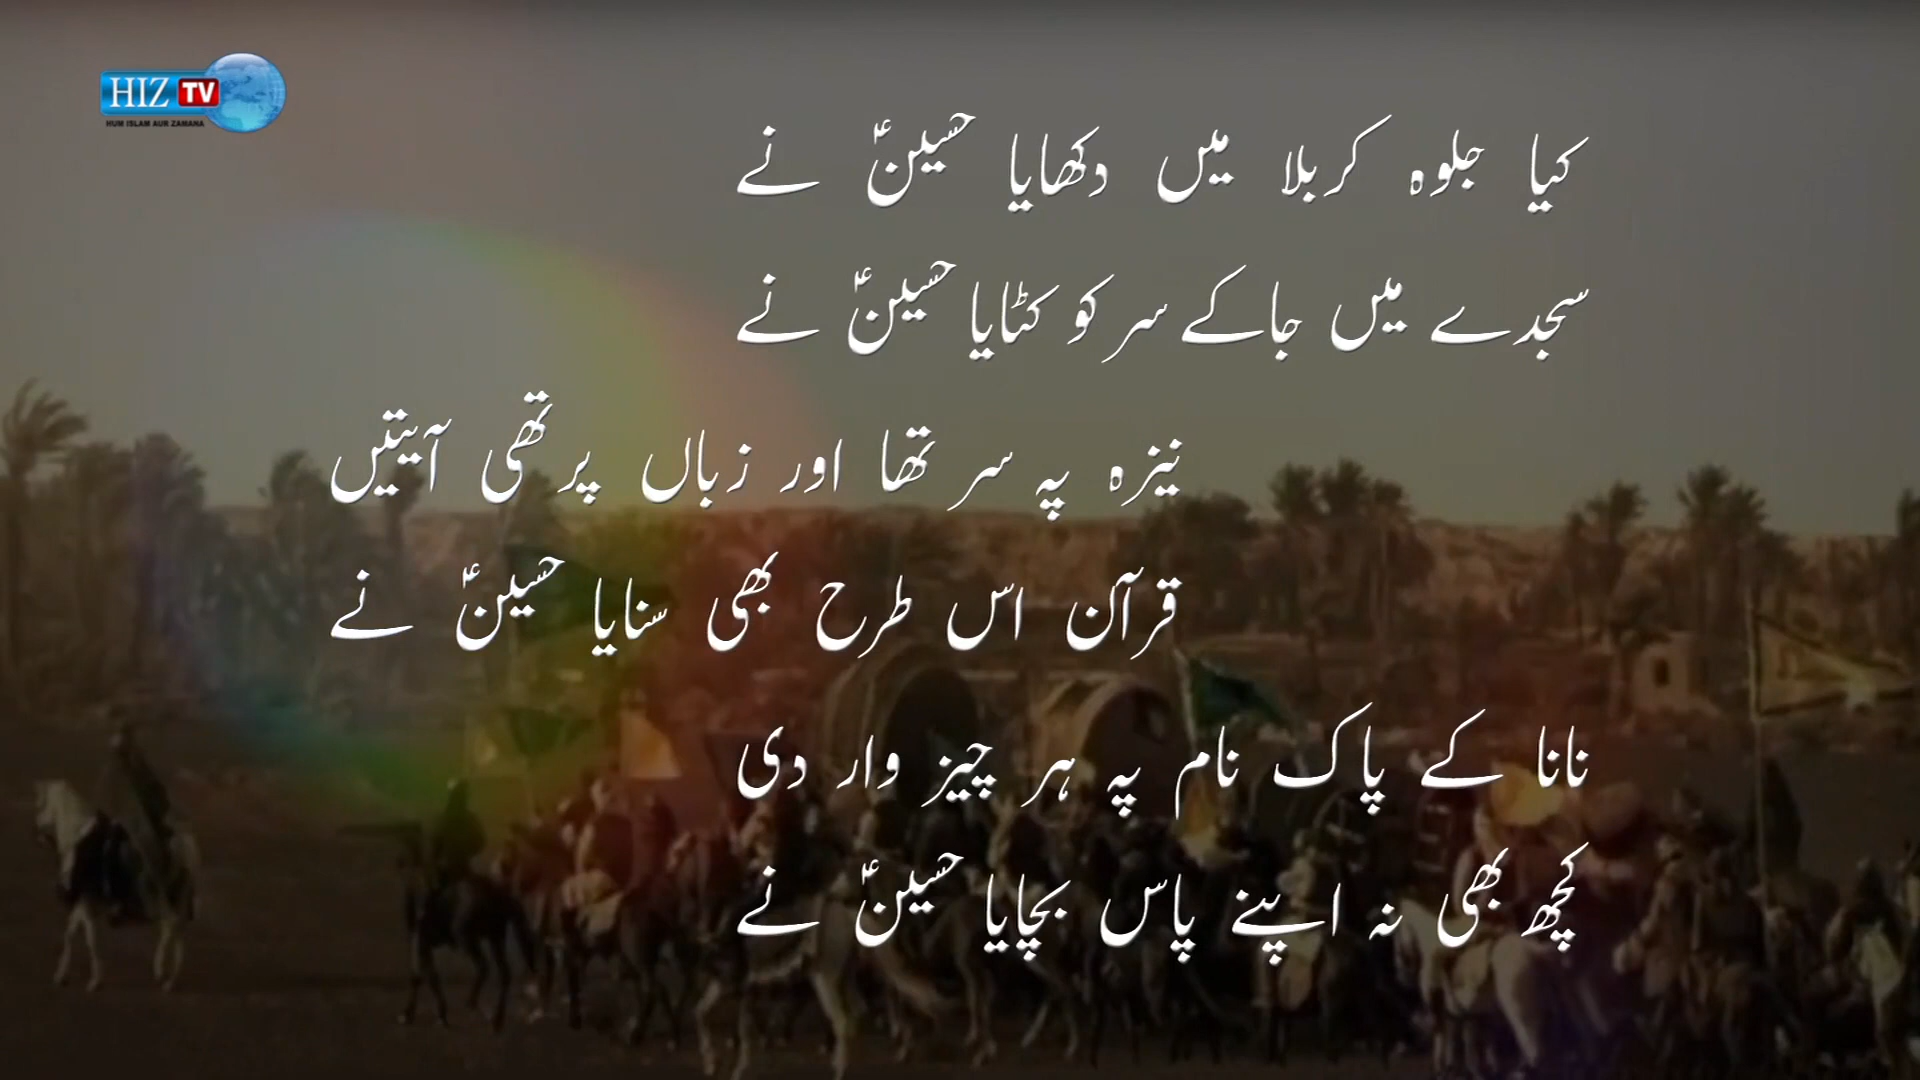 HIZ TV
HUM ISLAM AUR ZAMANA
کیا جلوہ کربلا میں دکھایا حسینؑ نے
سجدے میں جاکے سر کو کٹایا حسینؑ نے
نیزہ پہ سر تھا اور زباں پر تھی آیتیں
قرآن اس طرح بھی سنایا حسینؑ نے
نانا کے پاک نام پہ ہر چیز وار دی
کچھ بھی نہ اپنے پاس بچایا حسینؑ نے